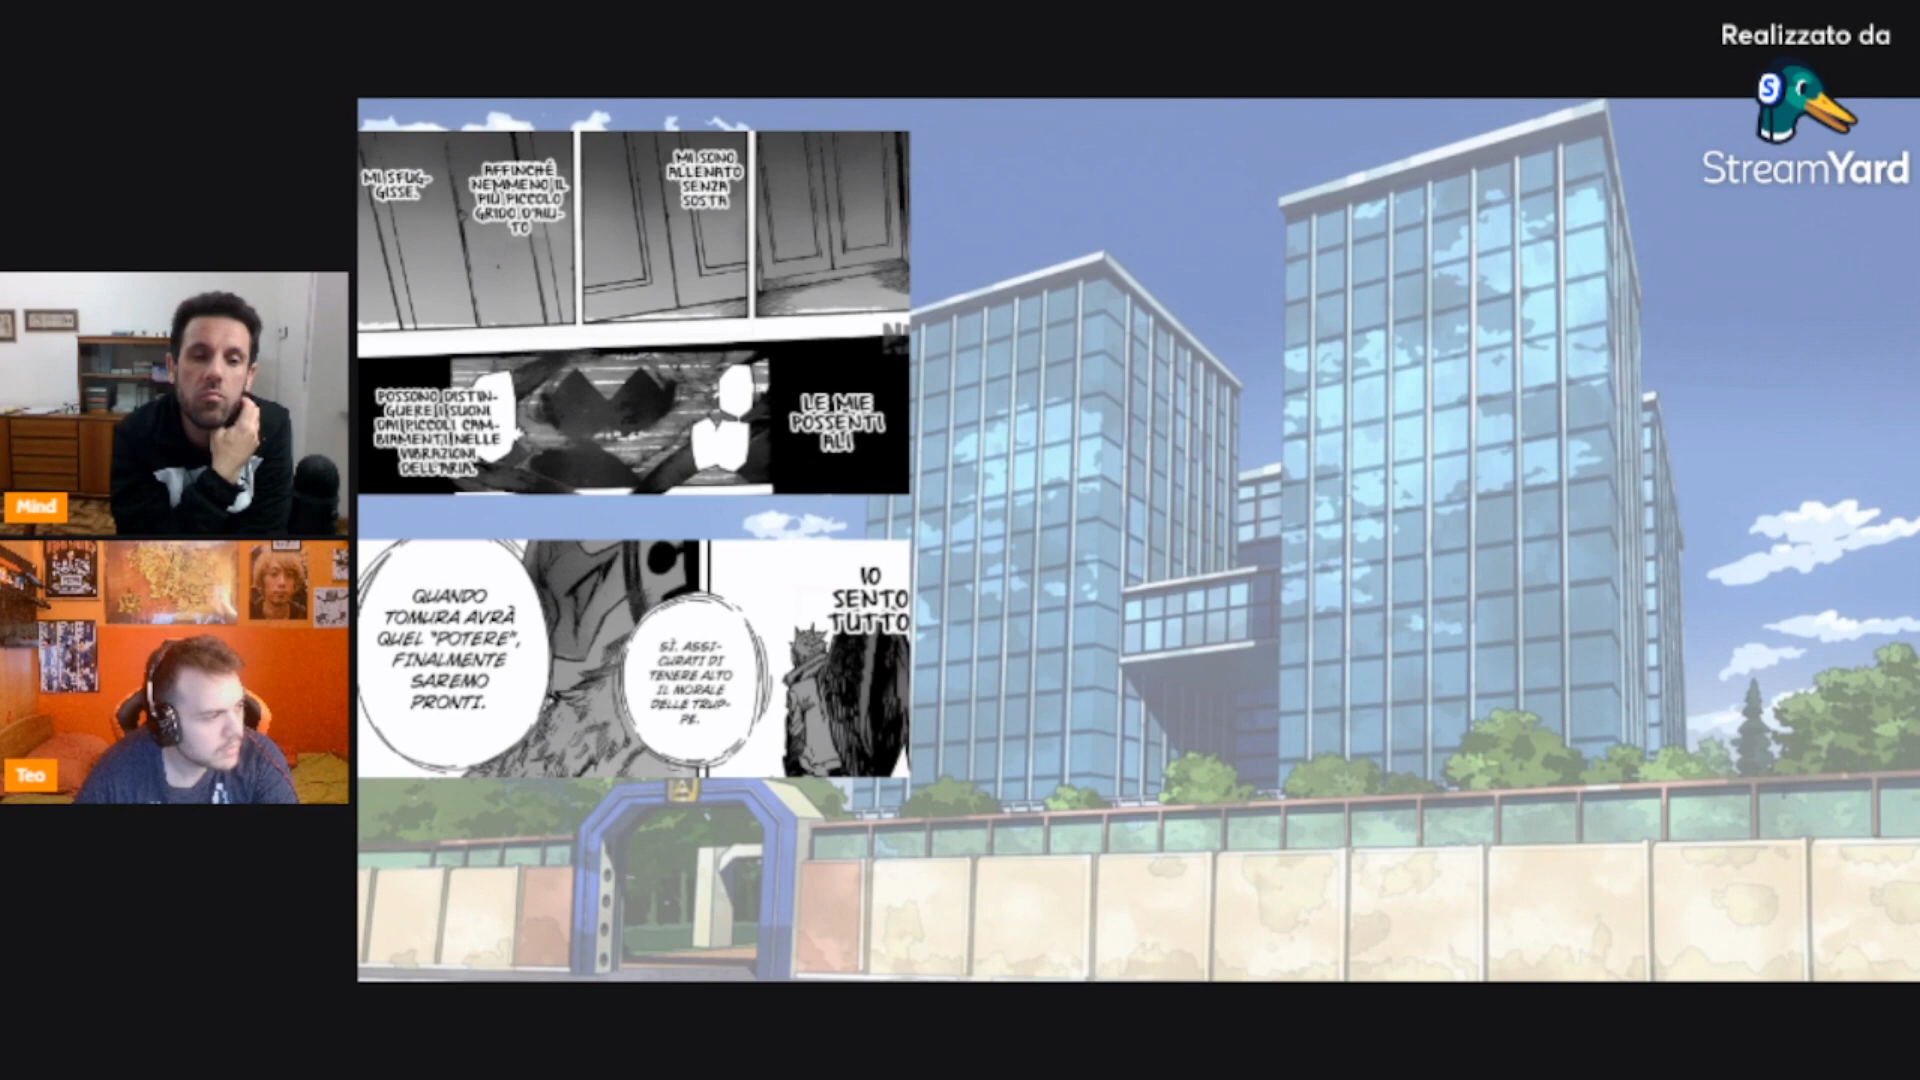 Realizzato da
StreamYard
MI SONO
ALLENATO
SENZA
SOSTA
AFFINCHÉ
NEMMENO IL
PIÙ PICCOLO
GRIDO D'AIU-
TO
MI SFUG-
GISSE.
LE MIE
POSSENTI
ALI
POSSONO DISTIN-
GUERE I SUONI
DAI PICCOLI CAM-
BIAMENTI NELLE
VIBRAZIONI
DELL'ARIA.
IO
SENTO
TUTTO
SÌ. ASSI-
CURATI DI
TENERE ALTO
IL MORALE
DELLE TRUP-
PE.
QUANDO
TOMURA AVRÀ
QUEL "POTERE",
FINALMENTE
SAREMO
PRONTI.
Mind
Teo